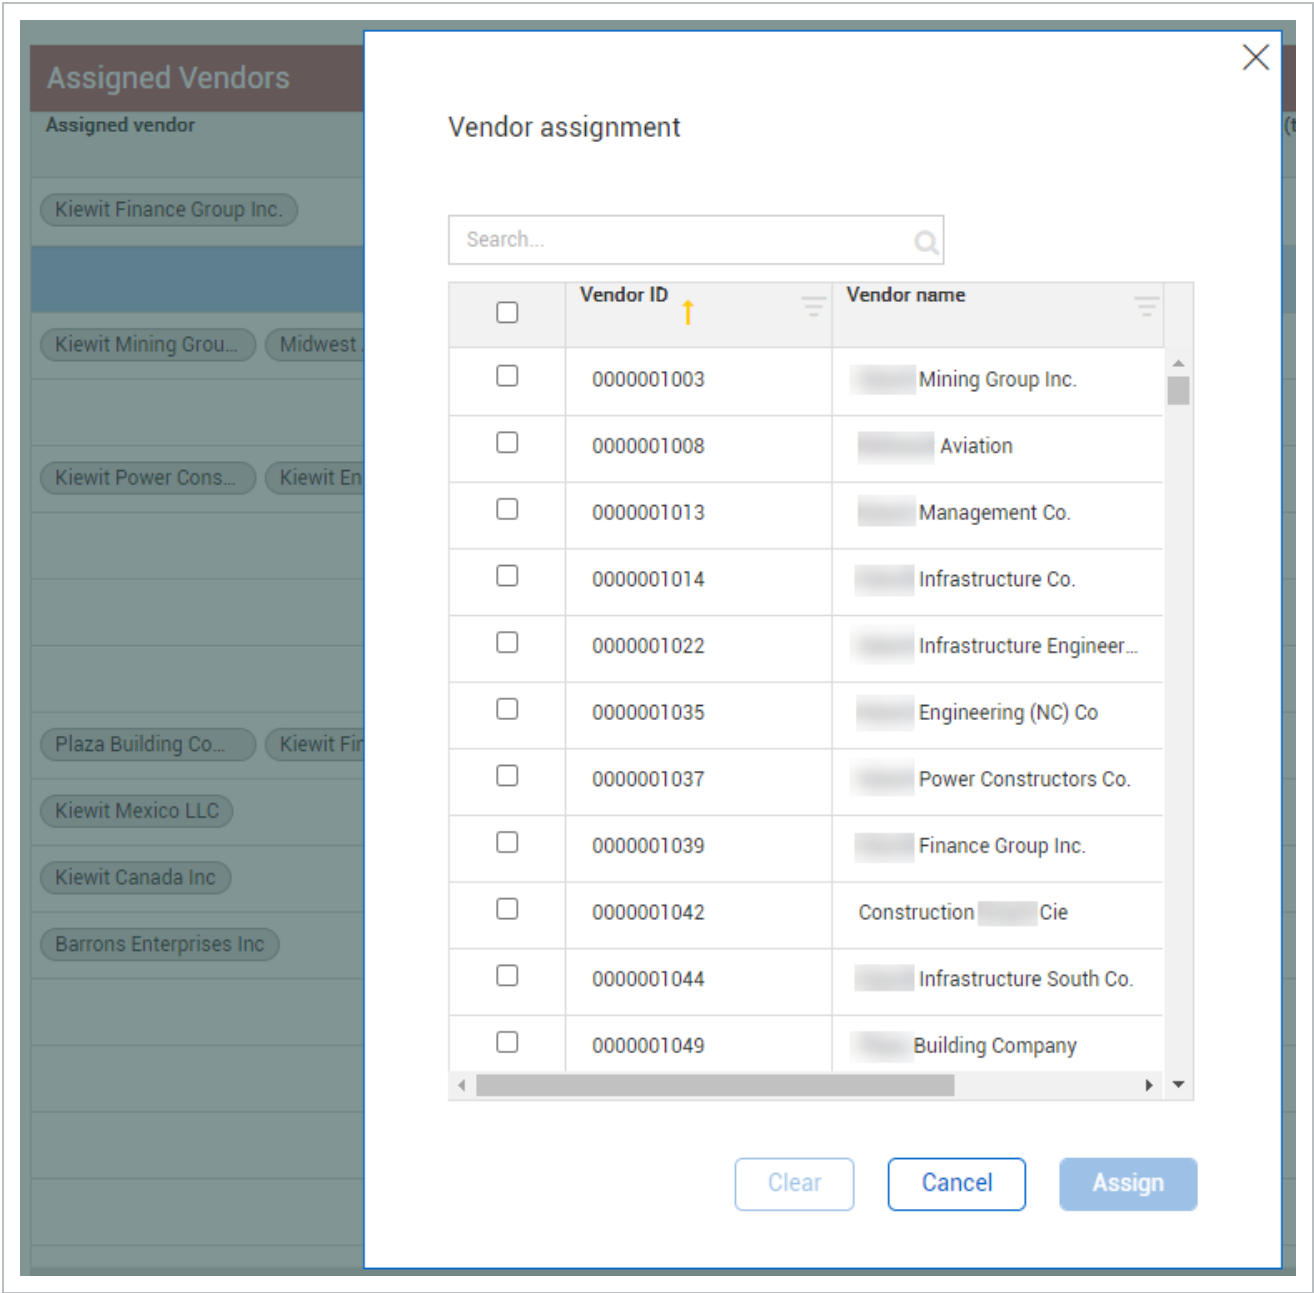 Assigned Vendors
Assigned vendor
(t
Kiewit Finance Group Inc.
Kiewit Mining Grou... Midwest
Kiewit Power Cons... Kiewit En
Plaza Building Co... Kiewit Fin
Kiewit Mexico LLC
Kiewit Canada Inc
Barrons Enterprises Inc
Vendor assignment
Search...
Vendor ID Vendor name
0000001003 Mining Group Inc.
0000001008 Aviation
0000001013 Management Co.
0000001014 Infrastructure Co.
0000001022 Infrastructure Engineer...
0000001035 Engineering (NC) Co
0000001037 Power Constructors Co.
0000001039 Finance Group Inc.
0000001042 Construction Cie
0000001044 Infrastructure South Co.
0000001049 Building Company
Clear Cancel Assign